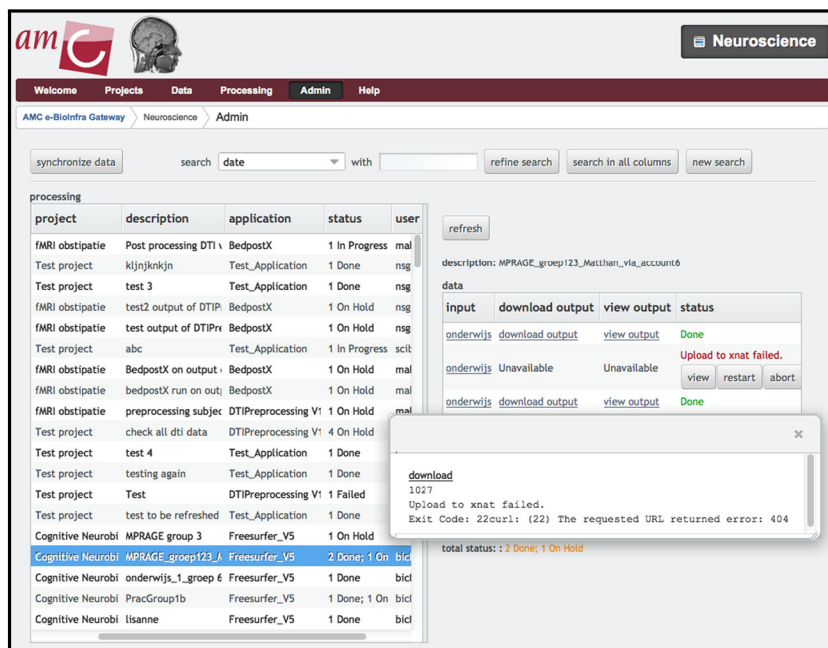 amc
Neuroscience
Welcome Projects Data Processing Admin Help
AMC e-BioInfra Gateway Neuroscience Admin
synchronize data search date with refine search search in all columns new search
processing
project description application status user
fMRI obstipatie Post processing DTI BedpostX 1 In Progress mal
Test project kljnjknkjn Test_Application 1 Done nsg
Test project test 3 Test_Application 1 Done nsg
fMRI obstipatie test2 output of DTIP BedpostX 1 On Hold nsg
fMRI obstipatie test output of DTIPre BedpostX 1 On Hold nsg
Test project abc Test_Application 1 In Progress scib
fMRI obstipatie BedpostX on output BedpostX 1 On Hold mal
fMRI obstipatie bedpostX run on out BedpostX 1 On Hold mal
fMRI obstipatie preprocessing subjec DTIPreprocessing V1 1 On Hold mal
Test project check all dti data DTIPreprocessing V1 4 On Hold
Test project test 4 Test_Application 1 Done
Test project testing again Test_Application 1 Done
Test project Test DTIPreprocessing V1 1 Failed
Test project test to be refreshed Test_Application 1 Done
Cognitive Neurobi MPRAGE group 3 Freesurfer_V5 1 On Hold
Cognitive Neurobi MPRAGE_groep123_M Freesurfer_V5 2 Done; 1 On bicf
Cognitive Neurobi onderwijs_1_groep 6 Freesurfer_V5 1 Done bicf
Cognitive Neurobi PracGroup1b Freesurfer_V5 1 Done; 1 On bicf
Cognitive Neurobi lisanne Freesurfer_V5 1 Done bicf
refresh
description: MPRAGE_groep123_Matthan_via_account6
data
input download output view output status
onderwijs download output view output Done
onderwijs Unavailable Unavailable Upload to xnat failed.
view restart abort
onderwijs download output view output Done
×
download
1027
Upload to xnat failed.
Exit Code: 22curl: (22) The requested URL returned error: 404
total status: : 2 Done; 1 On Hold